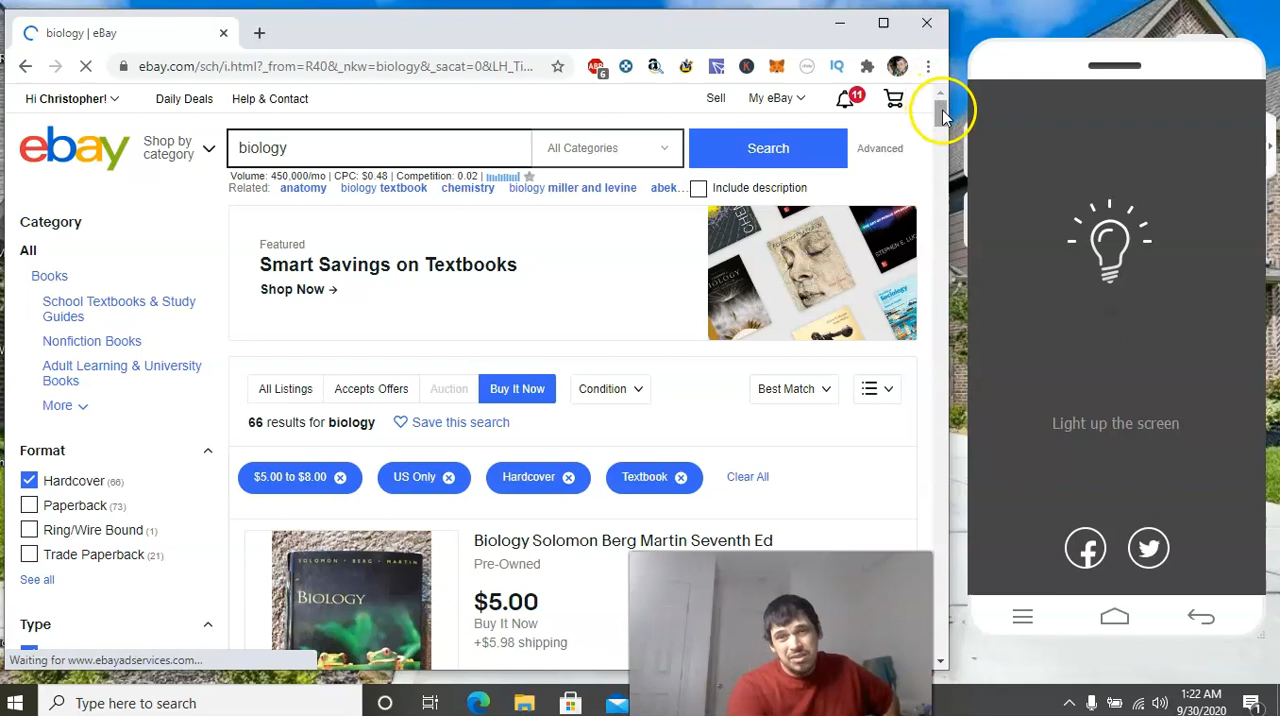 biology | eBay
ebay.com/sch/i.html?_from=R40&_nkw=biology&_sacat=0&LH_Ti...
ABP
6
K
IQ
Hi Christopher!
Daily Deals
Help & Contact
Sell
My eBay
11
ebay
Shop by
category
biology
All Categories
Search
Advanced
Volume: 450,000/mo | CPC: $0.48 | Competition: 0.02 |
Related: anatomy biology textbook chemistry biology miller and levine abek...
Include description
Category
All
Books
School Textbooks & Study
Guides
Nonfiction Books
Adult Learning & University
Books
More
Format
Hardcover (66)
Paperback (73)
Ring/Wire Bound (1)
Trade Paperback (21)
See all
Type
Featured
Smart Savings on Textbooks
Shop Now →
All Listings
Accepts Offers
Auction
Buy It Now
Condition
Best Match
66 results for biology
Save this search
$5.00 to $8.00
US Only
Hardcover
Textbook
Clear All
SOLOMON • BERG • MARTIN
BIOLOGY
Biology Solomon Berg Martin Seventh Ed
Pre-Owned
$5.00
Buy It Now
+$5.98 shipping
Waiting for www.ebayadservices.com...
Light up the screen
Type here to search
1:22 AM
9/30/2020
1